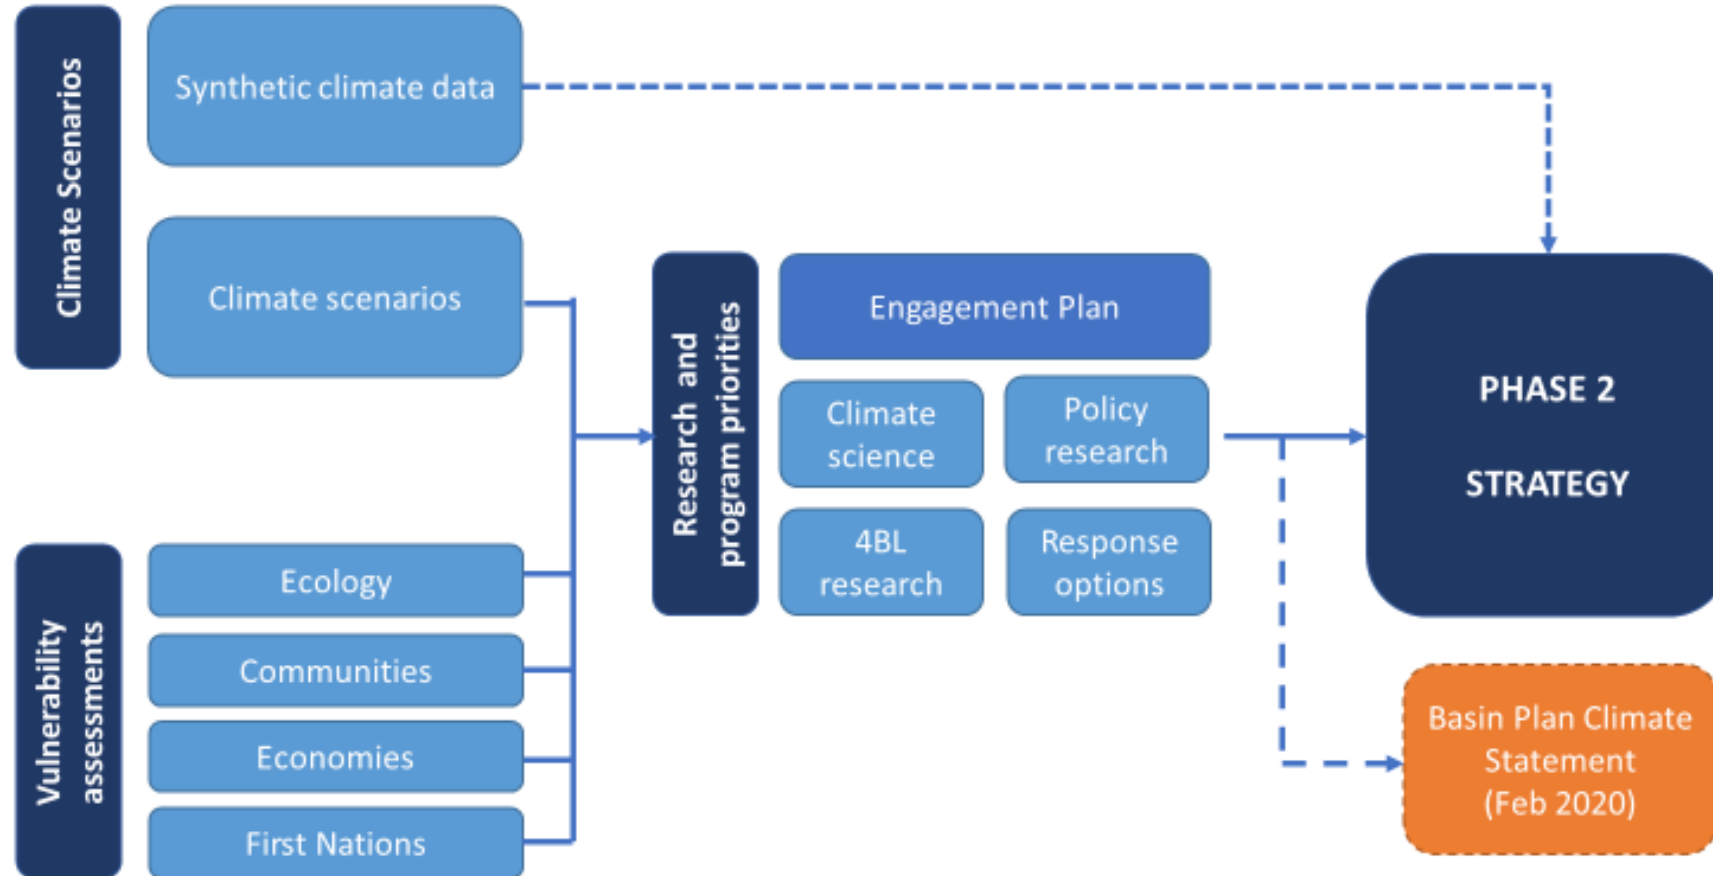 Climate Scenarios
Synthetic climate data
Climate scenarios
Vulnerability
assessments
Ecology
Communities
Economies
First Nations
Research and
program priorities
Engagement Plan
Climate
science
Policy
research
4BL
research
Response
options
PHASE 2
STRATEGY
Basin Plan Climate
Statement
(Feb 2020)